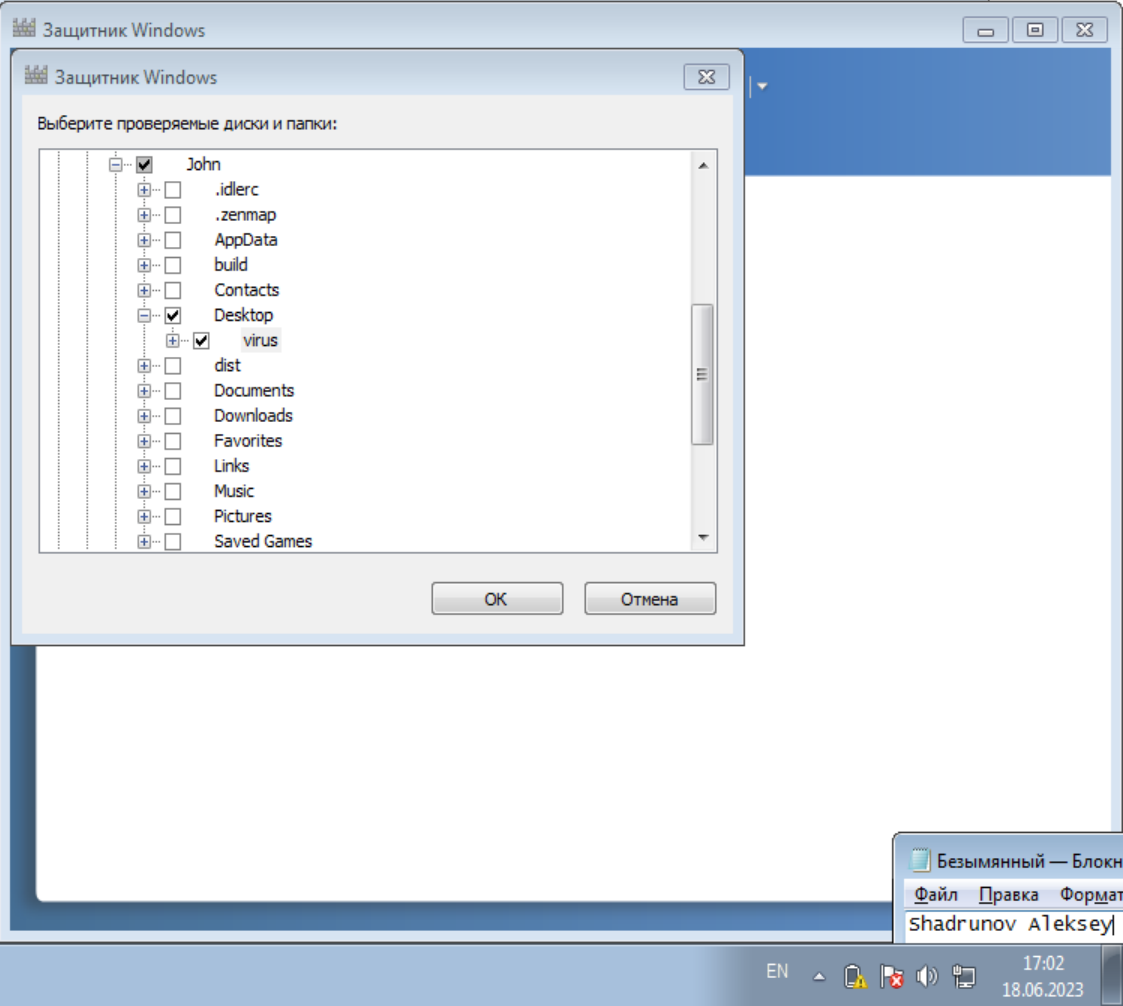 Защитник Windows
Защитник Windows
Выберите проверяемые диски и папки:
John
.idlerc
.zenmap
AppData
build
Contacts
Desktop
virus
dist
Documents
Downloads
Favorites
Links
Music
Pictures
Saved Games
OK
Отмена
Безымянный — Блокн
Файл Правка Формат
Shadrunov Aleksey
EN
17:02
18.06.2023